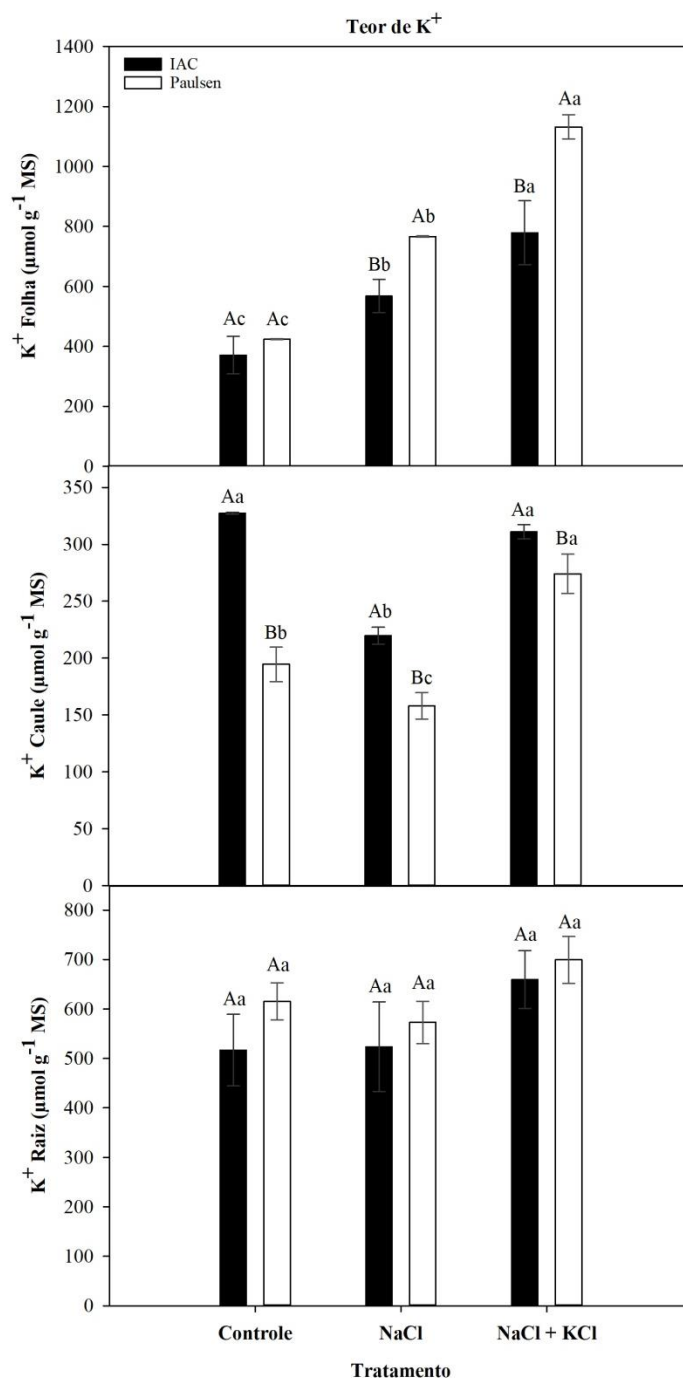 Teor de K+
IAC
Paulsen
K+ Folha (µmol g-1 MS)
1400
1200
1000
800
600
400
200
0
Ac
Ac
Bb
Ab
Ba
Aa
K+ Caule (µmol g-1 MS)
350
300
250
200
150
100
50
0
Aa
Bb
Ab
Bc
Aa
Ba
K+ Raiz (µmol g-1 MS)
800
700
600
500
400
300
200
100
0
Aa
Aa
Aa
Aa
Aa
Aa
Controle
NaCl
NaCl + KCl
Tratamento